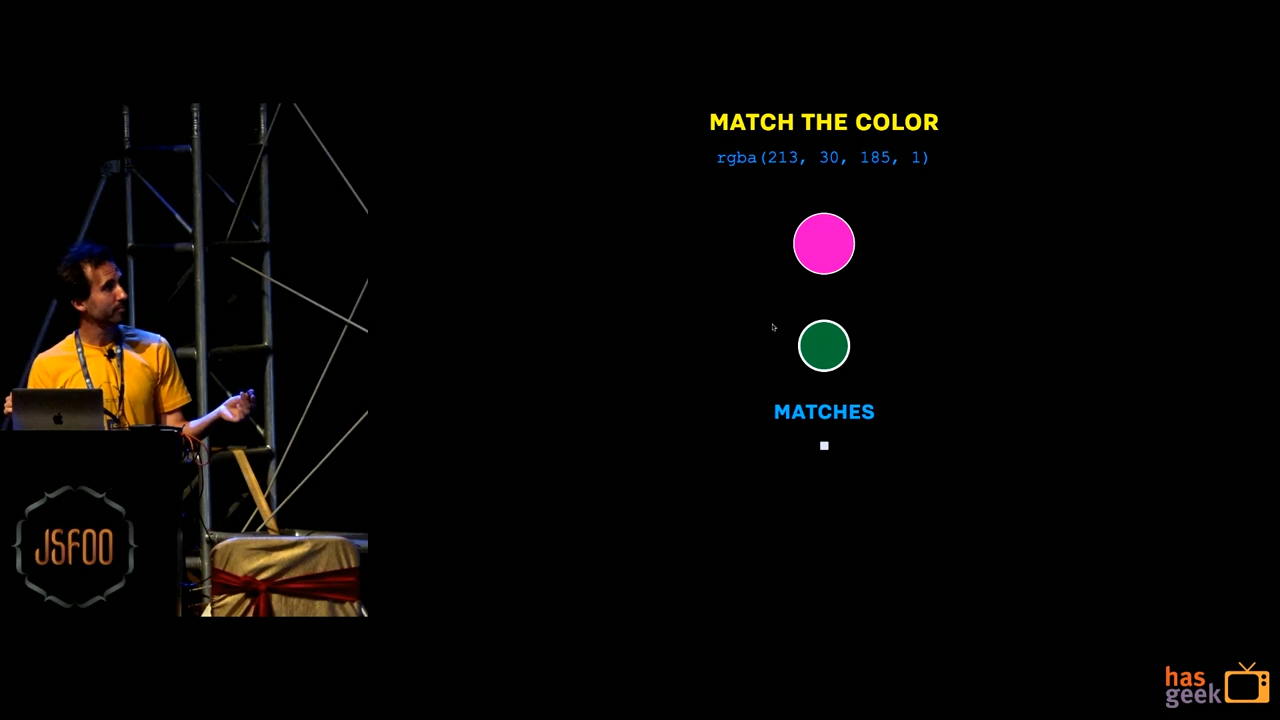 MATCH THE COLOR
rgba(213, 30, 185, 1)
MATCHES
JSFOO
has
geek